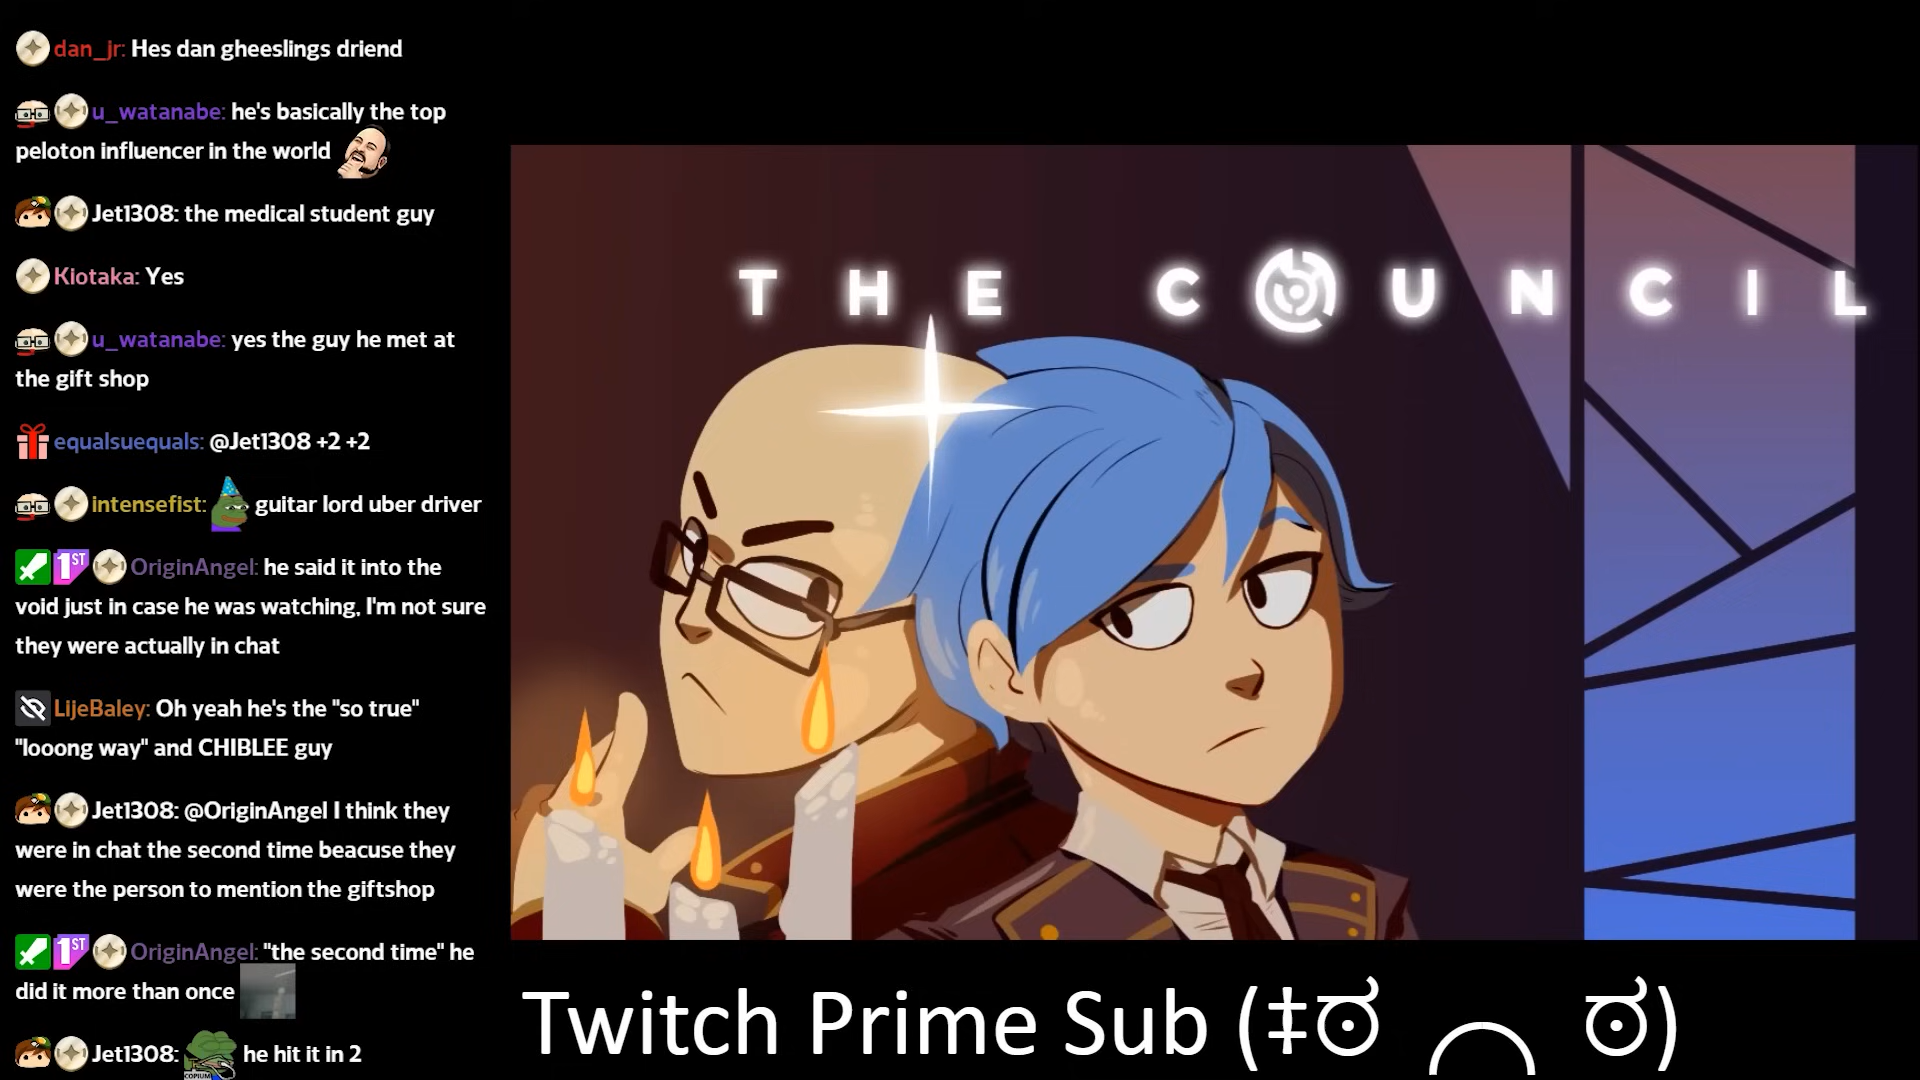 dan_jr: Hes dan gheeslings driend
u_watanabe: he's basically the top
peloton influencer in the world
Jet1308: the medical student guy
Kiotaka: Yes
u_watanabe: yes the guy he met at
the gift shop
equalsuequals: @Jet1308 +2 +2
intensefist: guitar lord uber driver
1ST OriginAngel: he said it into the
void just in case he was watching, I'm not sure
they were actually in chat
LijeBaley: Oh yeah he's the "so true"
"looong way" and CHIBLEE guy
Jet1308: @OriginAngel I think they
were in chat the second time beacuse they
were the person to mention the giftshop
1ST OriginAngel: "the second time" he
did it more than once
Jet1308: he hit it in 2
COPIUM
THE COUNCIL
Twitch Prime Sub (‡ಠ ╭╮ ಠ)